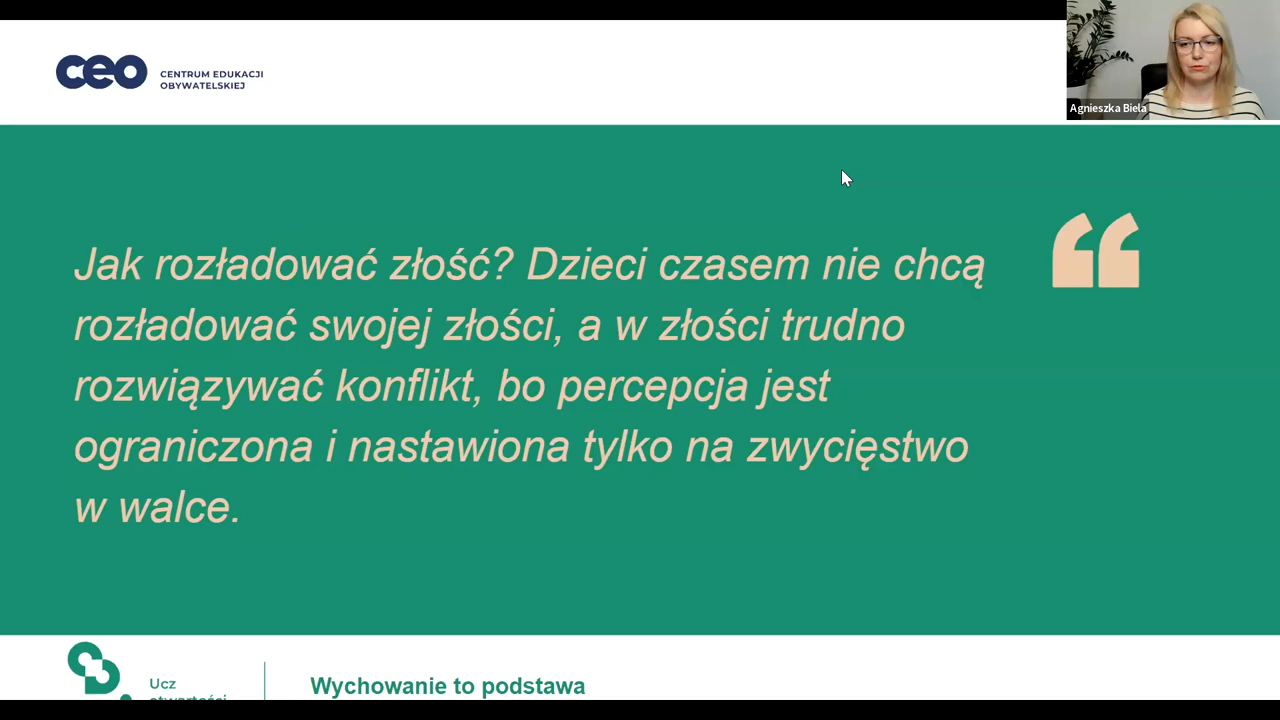 ceo
CENTRUM EDUKACJI
OBYWATELSKIEJ
Agnieszka Biela
Jak rozładować złość? Dzieci czasem nie chcą
rozładować swojej złości, a w złości trudno
rozwiązywać konflikt, bo percepcja jest
ograniczona i nastawiona tylko na zwycięstwo
w walce.
Ucz
otwartości
Wychowanie to podstawa